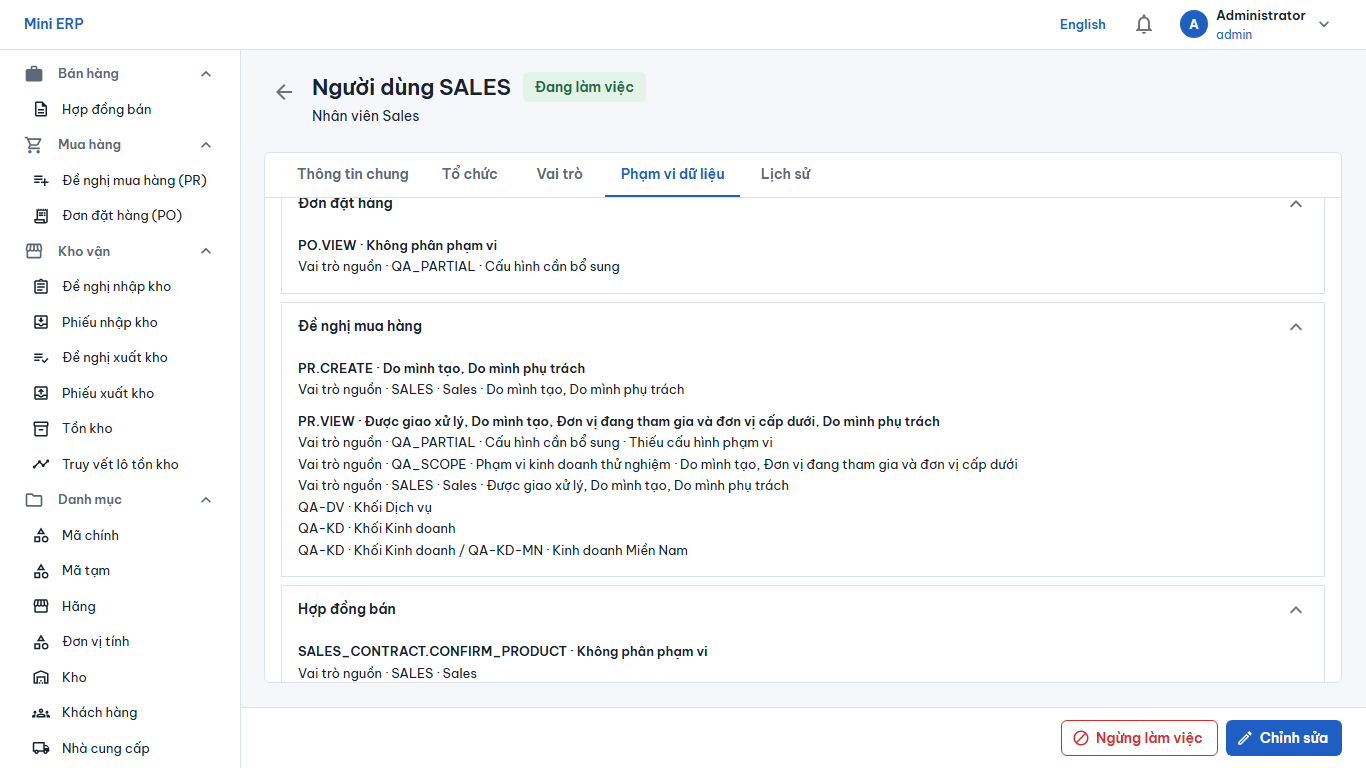 Mini ERP
English
A
Administrator
admin
Bán hàng
Hợp đồng bán
Mua hàng
Đề nghị mua hàng (PR)
Đơn đặt hàng (PO)
Kho vận
Đề nghị nhập kho
Phiếu nhập kho
Đề nghị xuất kho
Phiếu xuất kho
Tồn kho
Truy vết lô tồn kho
Danh mục
Mã chính
Mã tạm
Hãng
Đơn vị tính
Kho
Khách hàng
Nhà cung cấp
Người dùng SALES
Đang làm việc
Nhân viên Sales
Thông tin chung
Tổ chức
Vai trò
Phạm vi dữ liệu
Lịch sử
Đơn đặt hàng
PO.VIEW · Không phân phạm vi
Vai trò nguồn · QA_PARTIAL · Cấu hình cần bổ sung
Đề nghị mua hàng
PR.CREATE · Do mình tạo, Do mình phụ trách
Vai trò nguồn · SALES · Sales · Do mình tạo, Do mình phụ trách
PR.VIEW · Được giao xử lý, Do mình tạo, Đơn vị đang tham gia và đơn vị cấp dưới, Do mình phụ trách
Vai trò nguồn · QA_PARTIAL · Cấu hình cần bổ sung · Thiếu cấu hình phạm vi
Vai trò nguồn · QA_SCOPE · Phạm vi kinh doanh thử nghiệm · Do mình tạo, Đơn vị đang tham gia và đơn vị cấp dưới
Vai trò nguồn · SALES · Sales · Được giao xử lý, Do mình tạo, Do mình phụ trách
QA-DV · Khối Dịch vụ
QA-KD · Khối Kinh doanh
QA-KD · Khối Kinh doanh / QA-KD-MN · Kinh doanh Miền Nam
Hợp đồng bán
SALES_CONTRACT.CONFIRM_PRODUCT · Không phân phạm vi
Vai trò nguồn · SALES · Sales
Ngừng làm việc
Chỉnh sửa